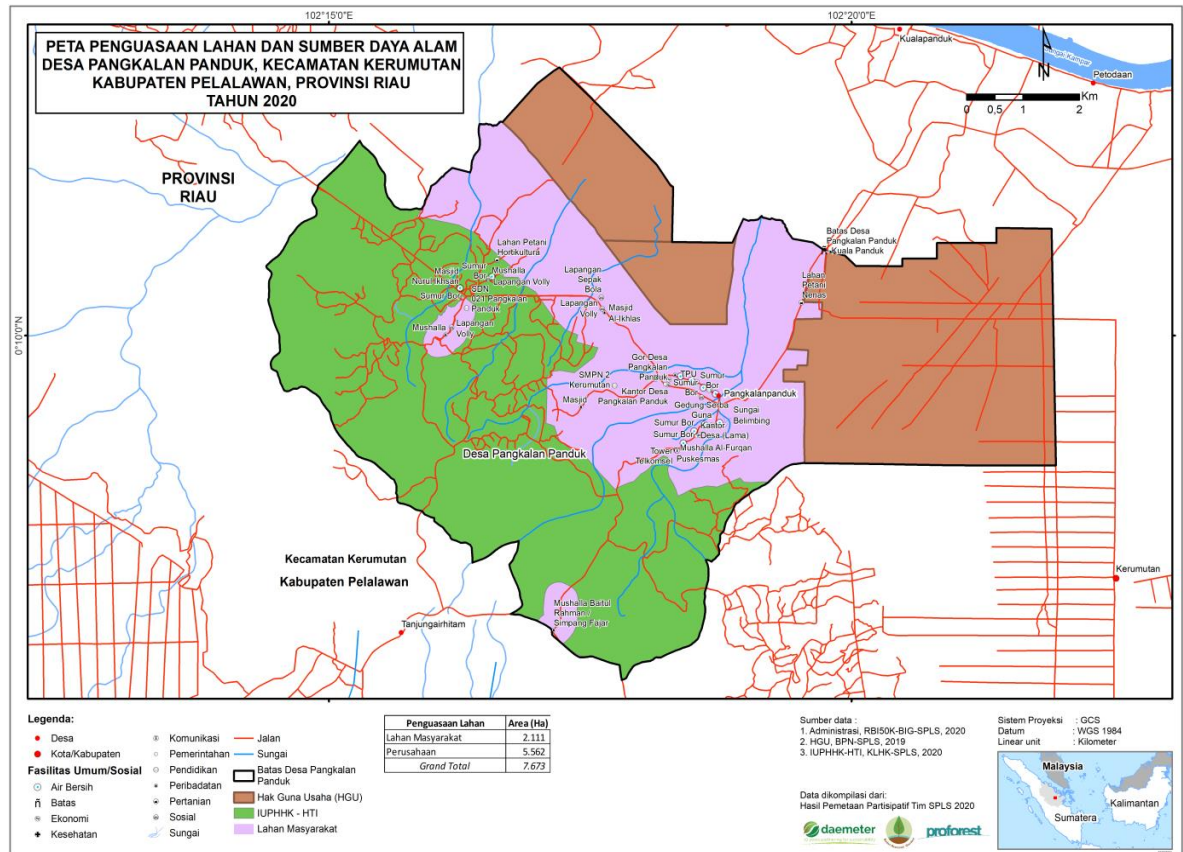 102°15'0"E
102°20'0"E
PETA PENGUASAAN LAHAN DAN SUMBER DAYA ALAM
DESA PANGKALAN PANDUK, KECAMATAN KERUMUTAN
KABUPATEN PELALAWAN, PROVINSI RIAU
TAHUN 2020
Kualapanduk
Sungai Kampar
Petodaan
N
0 0,5 1 2 Km
PROVINSI
RIAU
0°10'0"N
Batas Desa
Pangkalan Panduk
- Kuala Panduk
Lahan Petani
Hortikultura
Sumur
Bor
Mushalla
Lapangan Volly
Masjid
Nurul Ikhsan
SDN
021 Pangkalan
Panduk
Sumur Bor
Mushalla
Lapangan
Volly
Lapangan
Sepak
Bola
Lapangan
Volly
Masjid
Al-Ikhlas
Lahan
Petani
Nenas
Gor Desa
Pangkalan
Panduk
TPU
Sumur
Bor
Sumur
Bor
SMPN 2
Kerumutan
Kantor Desa
Pangkalan Panduk
Pangkalanpanduk
Masjid
Gedung Serba
Guna
Sungai
Belimbing
Sumur Bor
Kantor
Desa (Lama)
Sumur Bor
Mushalla Al-Furqan
Tower
Telkomsel
Puskesmas
Desa Pangkalan Panduk
Kecamatan Kerumutan
Kabupaten Pelalawan
Kerumutan
Tanjungairhitam
Mushalla Baitul
Rahman
Simpang Fajar
Legenda:
Desa
Kota/Kabupaten
Fasilitas Umum/Sosial
Air Bersih
Batas
Ekonomi
Kesehatan
Komunikasi
Pemerintahan
Pendidikan
Peribadatan
Pertanian
Sosial
Sungai
Jalan
Sungai
Batas Desa Pangkalan
Panduk
Hak Guna Usaha (HGU)
IUPHHK - HTI
Lahan Masyarakat
Penguasaan Lahan Area (Ha)
Lahan Masyarakat 2.111
Perusahaan 5.562
Grand Total 7.673
Sumber data :
1. Administrasi, RBI50K-BIG-SPLS, 2020
2. HGU, BPN-SPLS, 2019
3. IUPHHK-HTI, KLHK-SPLS, 2020
Data dikompilasi dari:
Hasil Pemetaan Partisipatif Tim SPLS 2020
daemeter
proforest
Sistem Proyeksi : GCS
Datum : WGS 1984
Linear unit : Kilometer
Malaysia
Kalimantan
Sumatera